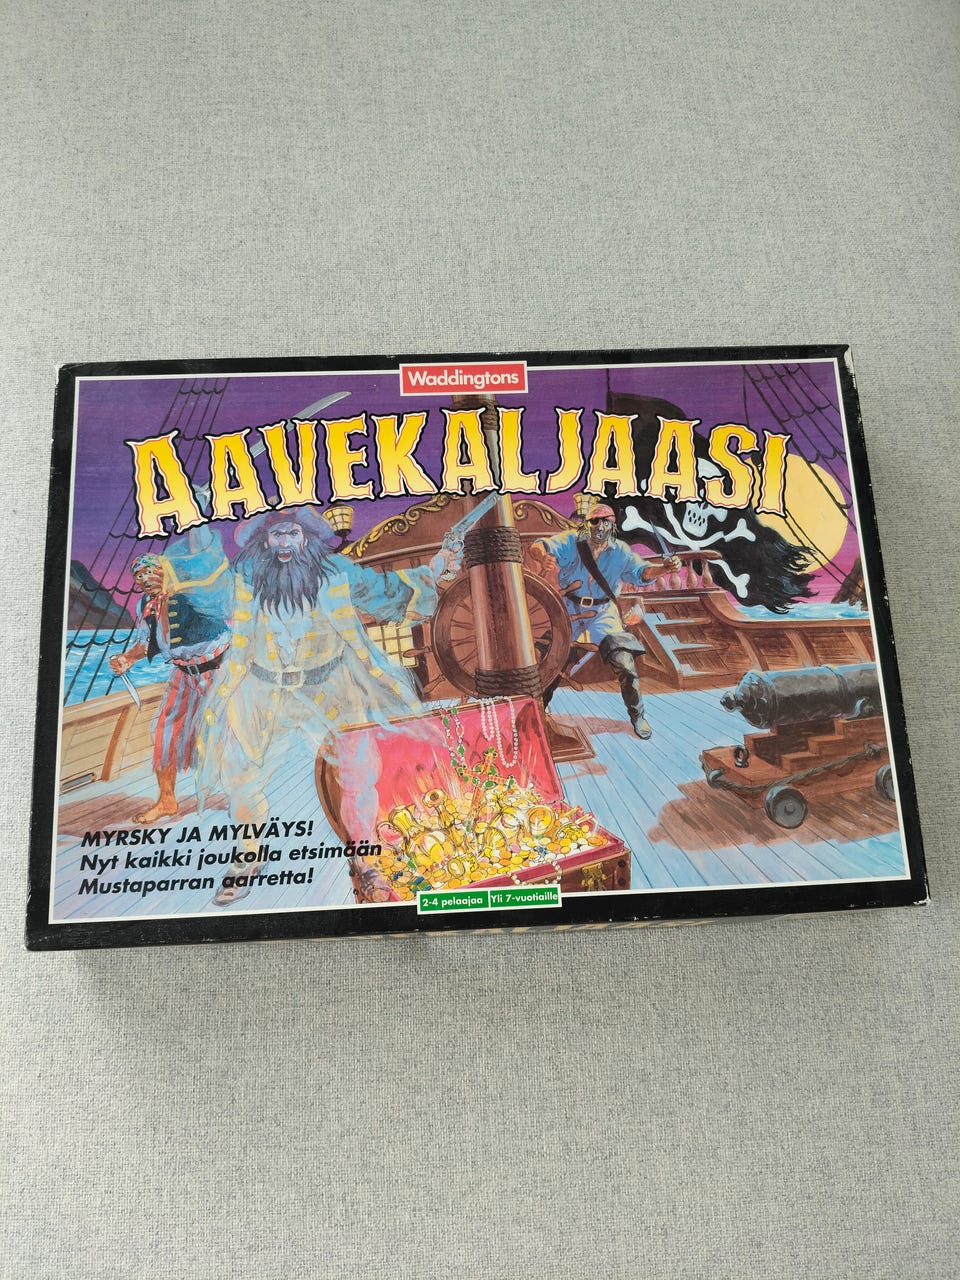 Waddingtons
AAVEKALJAASI
MYRSKY JA MYLVÄYS!
Nyt kaikki joukolla etsimään
Mustaparran aarretta!
2-4 pelaajaa Yli 7-vuotiaille